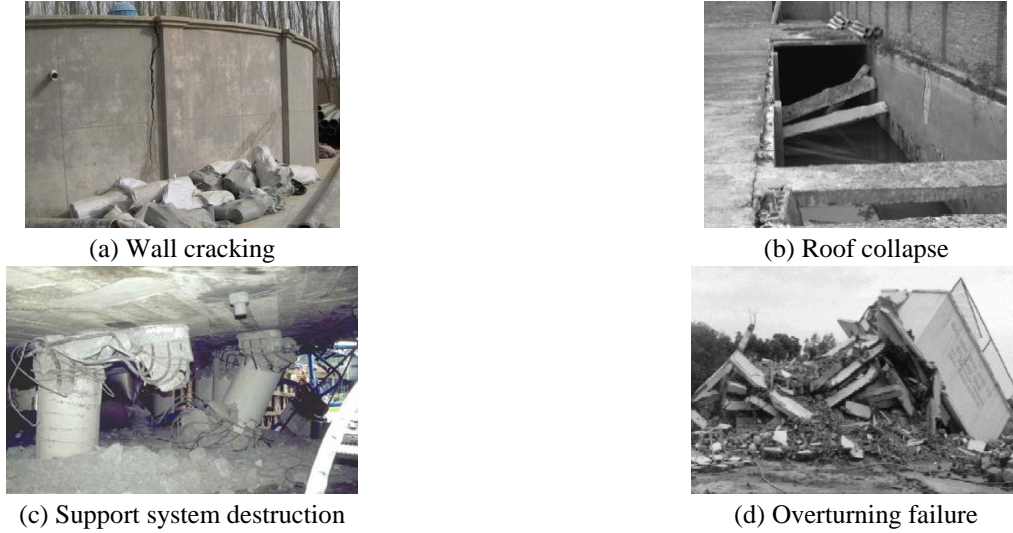 (a) Wall cracking
(b) Roof collapse
(c) Support system destruction
(d) Overturning failure